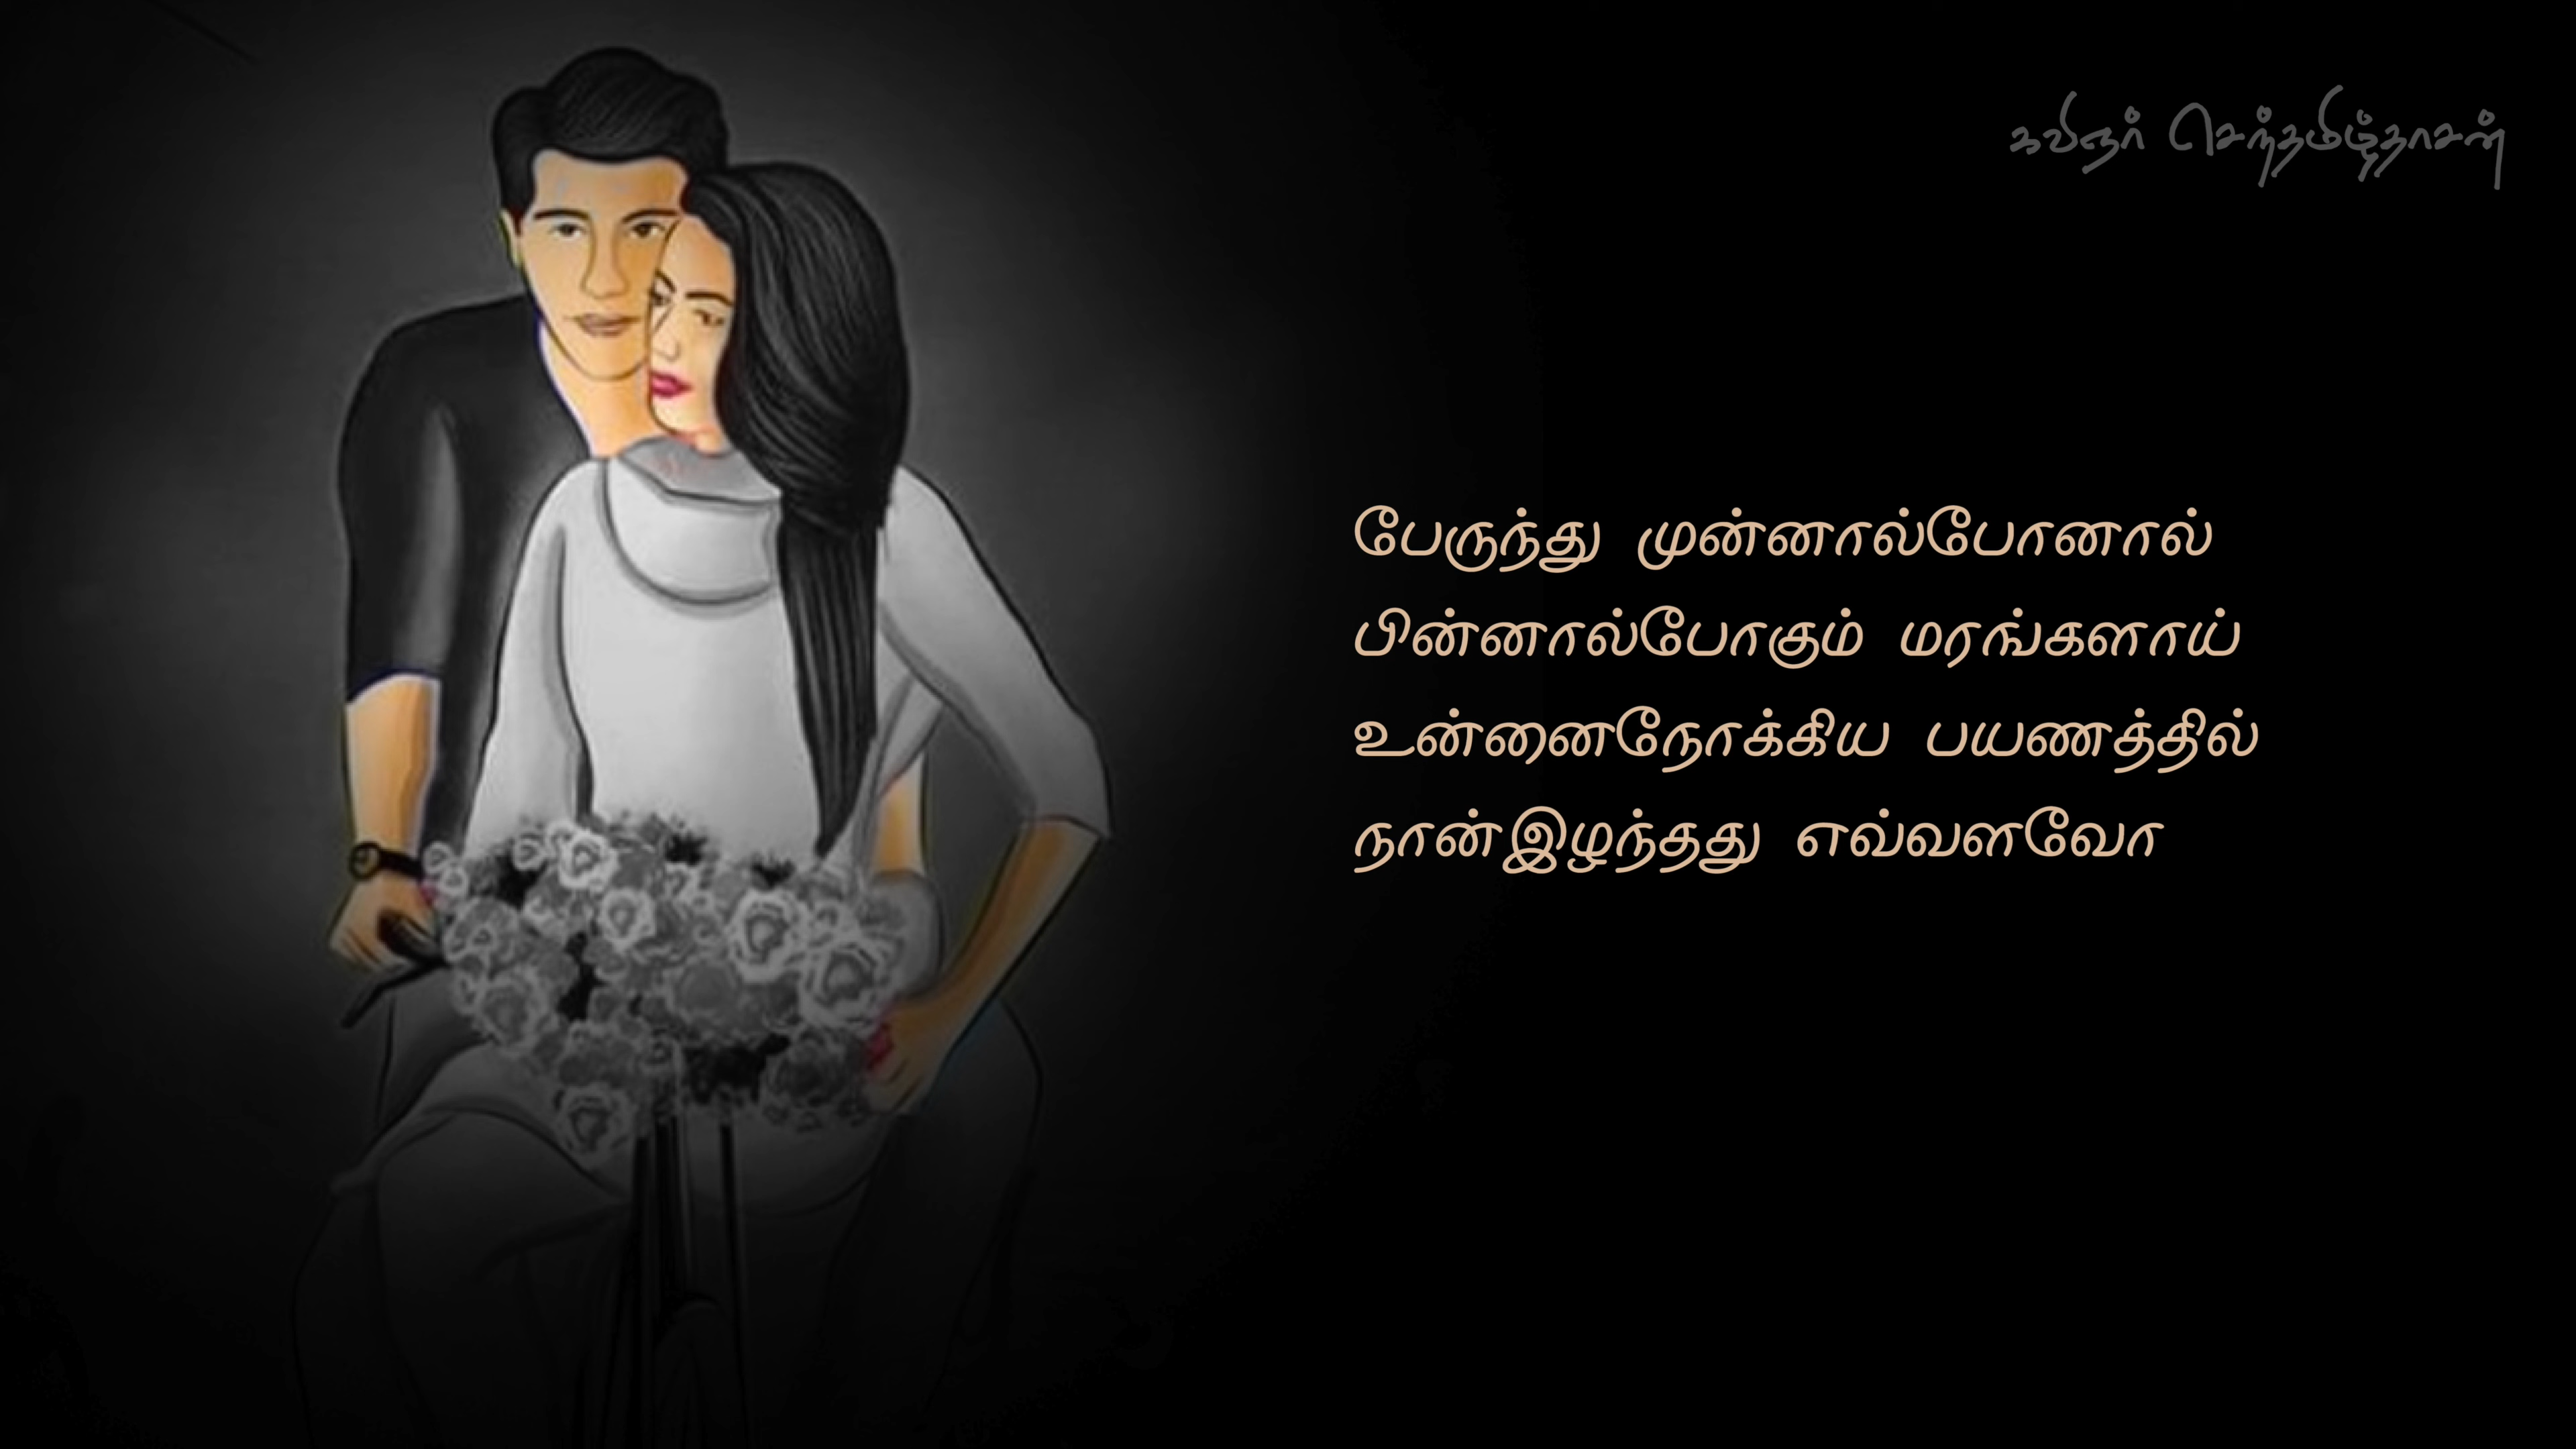 கவிஞர் செந்தமிழ்தாசன்
பேருந்து முன்னால்போனால்
பின்னால்போகும் மரங்களாய்
உன்னைநோக்கிய பயணத்தில்
நான்இழந்தது எவ்வளவோ